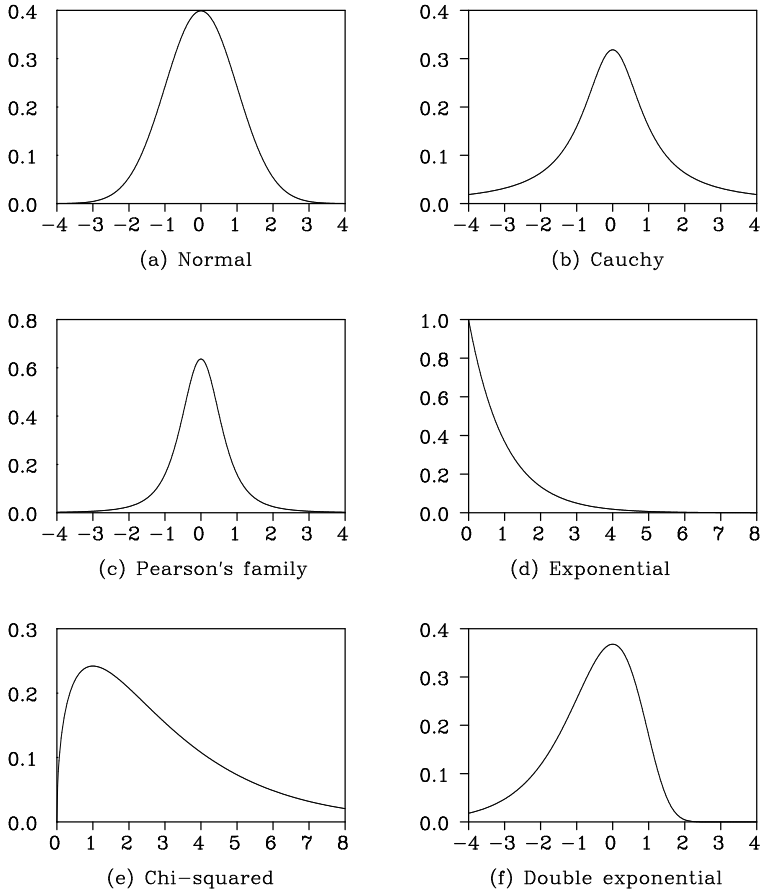 0.4
0.3
0.2
0.1
0.0
−4 −3 −2 −1 0 1 2 3 4
(a) Normal
0.4
0.3
0.2
0.1
0.0
−4 −3 −2 −1 0 1 2 3 4
(b) Cauchy
0.8
0.6
0.4
0.2
0.0
−4 −3 −2 −1 0 1 2 3 4
(c) Pearson's family
1.0
0.8
0.6
0.4
0.2
0.0
0 1 2 3 4 5 6 7 8
(d) Exponential
0.3
0.2
0.1
0.0
0 1 2 3 4 5 6 7 8
(e) Chi−squared
0.4
0.3
0.2
0.1
0.0
−4 −3 −2 −1 0 1 2 3 4
(f) Double exponential